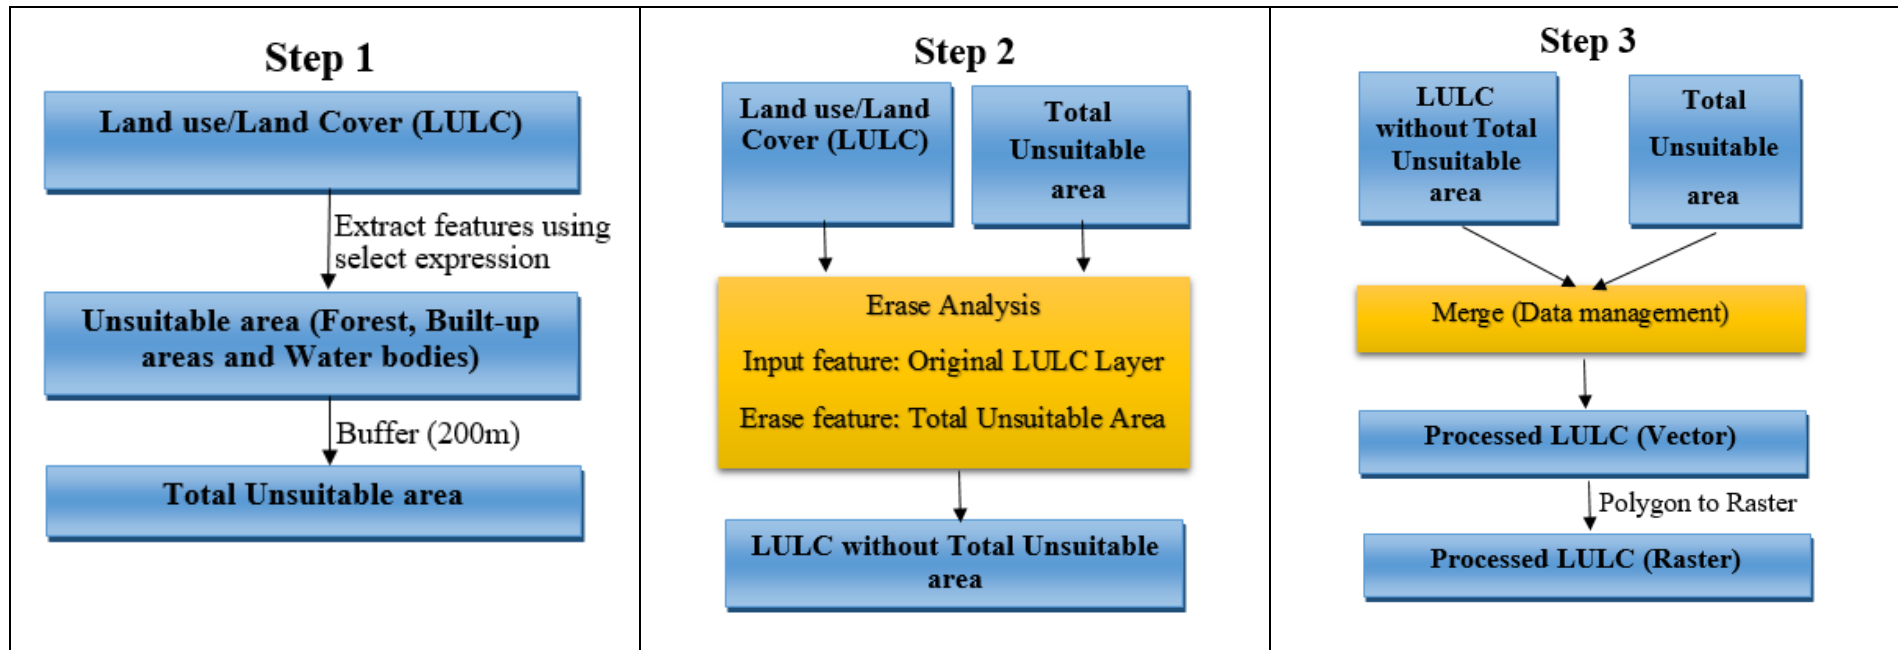 Step 1
Land use/Land Cover (LULC)
Extract features using
select expression
Unsuitable area (Forest, Built-up
areas and Water bodies)
Buffer (200m)
Total Unsuitable area
Step 2
Land use/Land
Cover (LULC)
Total
Unsuitable
area
Erase Analysis
Input feature: Original LULC Layer
Erase feature: Total Unsuitable Area
LULC without Total Unsuitable
area
Step 3
LULC
without Total
Unsuitable
area
Total
Unsuitable
area
Merge (Data management)
Processed LULC (Vector)
Polygon to Raster
Processed LULC (Raster)